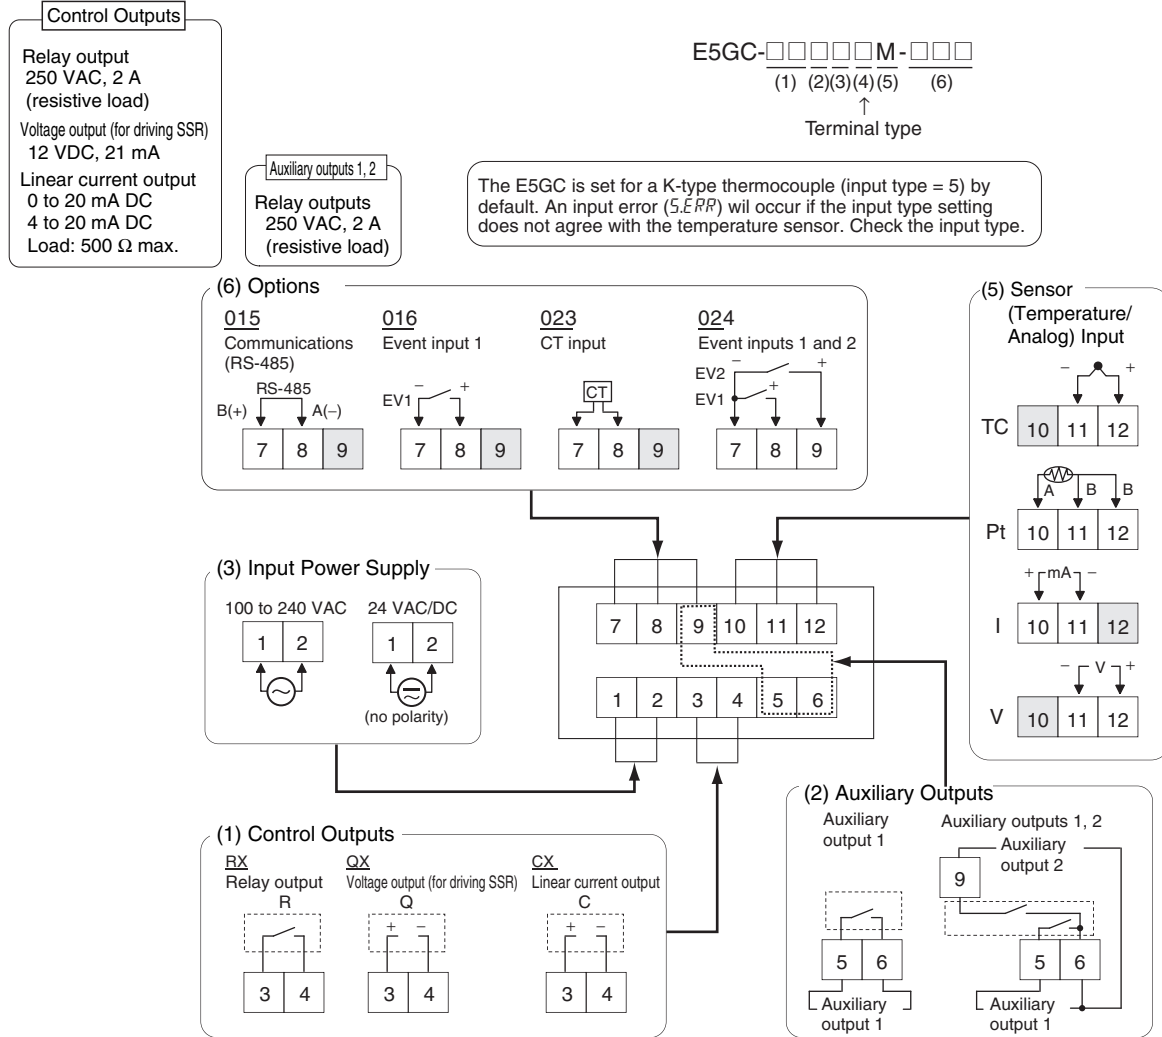 Control Outputs
Relay output
250 VAC, 2 A
(resistive load)
Voltage output (for driving SSR)
12 VDC, 21 mA
Linear current output
0 to 20 mA DC
4 to 20 mA DC
Load: 500 Ω max.
Auxiliary outputs 1, 2
Relay outputs
250 VAC, 2 A
(resistive load)
E5GC-□□□□□M-□□□
(1) (2)(3)(4)(5) (6)
↑
Terminal type
The E5GC is set for a K-type thermocouple (input type = 5) by
default. An input error (S.ERR) wil occur if the input type setting
does not agree with the temperature sensor. Check the input type.
(6) Options
015
Communications
(RS-485)
RS-485
B(+) A(−)
7 8 9
016
Event input 1
EV1 − +
7 8 9
023
CT input
CT
7 8 9
024
Event inputs 1 and 2
− +
EV2
EV1 +
7 8 9
(5) Sensor
(Temperature/
Analog) Input
− +
TC 10 11 12
A B B
Pt 10 11 12
+ mA −
I 10 11 12
− V +
V 10 11 12
(3) Input Power Supply
100 to 240 VAC
1 2
24 VAC/DC
1 2
(no polarity)
7 8 9 10 11 12
1 2 3 4 5 6
(1) Control Outputs
RX
Relay output
R
3 4
QX
Voltage output (for driving SSR)
Q
+ −
3 4
CX
Linear current output
C
+ −
3 4
(2) Auxiliary Outputs
Auxiliary
output 1
5 6
Auxiliary
output 1
Auxiliary outputs 1, 2
Auxiliary
output 2
9
5 6
Auxiliary
output 1